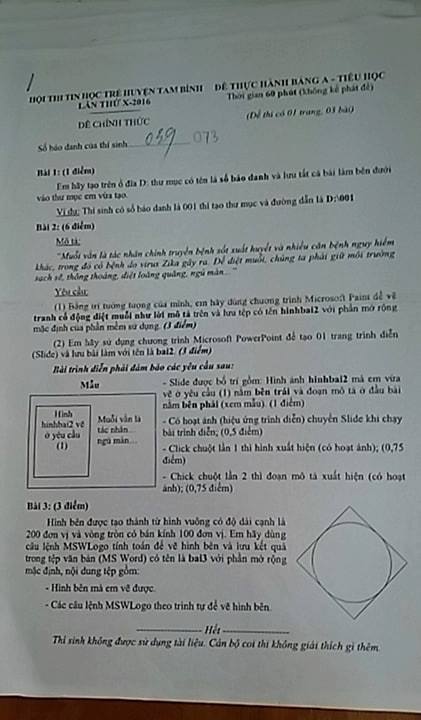 HỘI THI TIN HỌC TRẺ HUYỆN TAM BÌNH
LẦN THỨ X-2016
ĐỀ CHÍNH THỨC
ĐỀ THỰC HÀNH BẢNG A - TIỂU HỌC
Thời gian 60 phút (không kể phát đề)
(Đề thi có 01 trang, 03 bài)
Số báo danh của thí sinh 039 073
Bài 1: (1 điểm)
Em hãy tạo trên ổ đĩa D: thư mục có tên là số báo danh và lưu tất cả bài làm bên dưới
vào thư mục em vừa tạo.
Ví dụ: Thí sinh có số báo danh là 001 thì tạo thư mục và đường dẫn là D:\001
Bài 2: (6 điểm)
Mô tả:
"Muỗi vằn là tác nhân chính truyền bệnh sốt xuất huyết và nhiều căn bệnh nguy hiểm
khác, trong đó có bệnh do virus Zika gây ra. Để diệt muỗi, chúng ta phải giữ môi trường
sạch sẽ, thông thoáng, diệt loăng quăng, ngủ màn..."
Yêu cầu:
(1) Bằng trí tưởng tượng của mình, em hãy dùng chương trình Microsoft Paint để vẽ
tranh cổ động diệt muỗi như lời mô tả trên và lưu tệp có tên hinhbai2 với phần mở rộng
mặc định của phần mềm sử dụng. (3 điểm)
(2) Em hãy sử dụng chương trình Microsoft PowerPoint để tạo 01 trang trình diễn
(Slide) và lưu bài làm với tên là bai2. (3 điểm)
Bài trình diễn phải đảm bảo các yêu cầu sau:
Mẫu
Hình
hinhbai2 vẽ
ở yêu cầu
(1)
Muỗi vằn là
tác nhân...
ngủ màn...
- Slide được bố trí gồm: Hình ảnh hinhbai2 mà em vừa
vẽ ở yêu cầu (1) nằm bên trái và đoạn mô tả ở đầu bài
nằm bên phải (xem mẫu). (1 điểm)
- Có hoạt ảnh (hiệu ứng trình diễn) chuyển Slide khi chạy
bài trình diễn; (0,5 điểm)
- Click chuột lần 1 thì hình xuất hiện (có hoạt ảnh); (0,75
điểm)
- Chick chuột lần 2 thì đoạn mô tả xuất hiện (có hoạt
ảnh); (0,75 điểm)
Bài 3: (3 điểm)
Hình bên được tạo thành từ hình vuông có độ dài cạnh là
200 đơn vị và vòng tròn có bán kính 100 đơn vị. Em hãy dùng
câu lệnh MSWLogo tính toán để vẽ hình bên và lưu kết quả
trong tệp văn bản (MS Word) có tên là bai3 với phần mở rộng
mặc định, nội dung tệp gồm:
- Hình bên mà em vẽ được.
- Các câu lệnh MSWLogo theo trình tự để vẽ hình bên.
Hết
Thí sinh không được sử dụng tài liệu. Cán bộ coi thi không giải thích gì thêm.